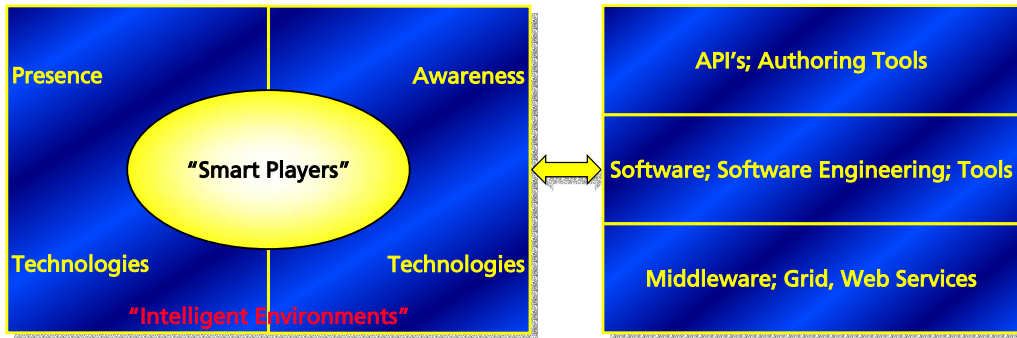 Presence
Awareness
“Smart Players”
Technologies
Technologies
“Intelligent Environments”
API’s; Authoring Tools
Software; Software Engineering; Tools
Middleware; Grid, Web Services